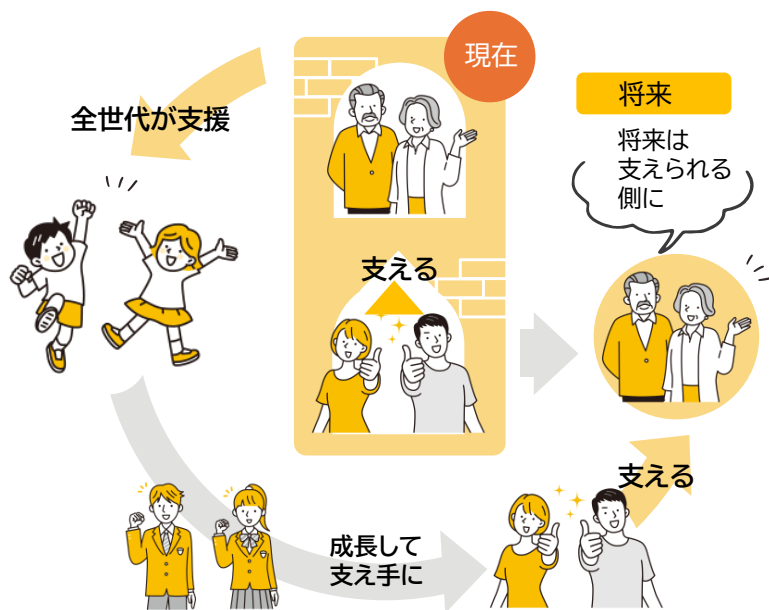 現在
全世代が支援
支える
将来
将来は
支えられる
側に
支える
成長して
支え手に